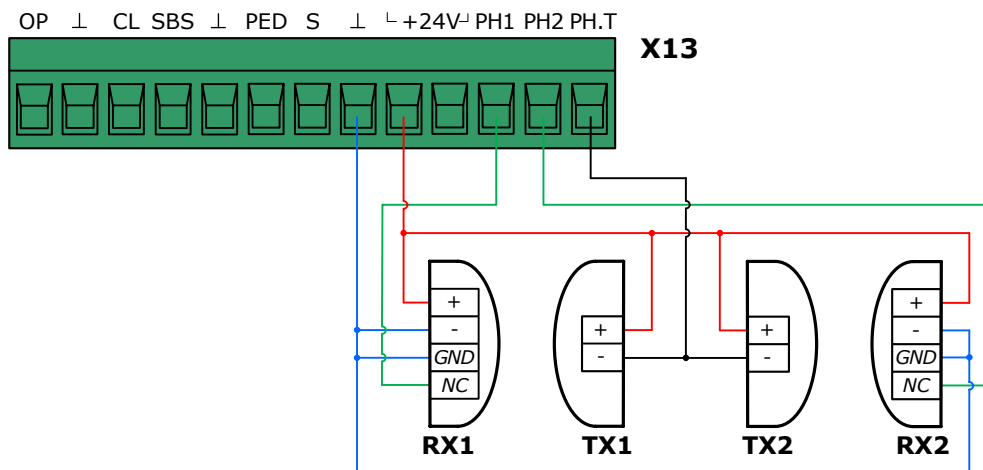 OP ⊥ CL SBS ⊥ PED S ⊥ └ +24V ┘ PH1 PH2 PH.T
X13
+ +
- + + -
GND - - GND
NC NC
RX1 TX1 TX2 RX2